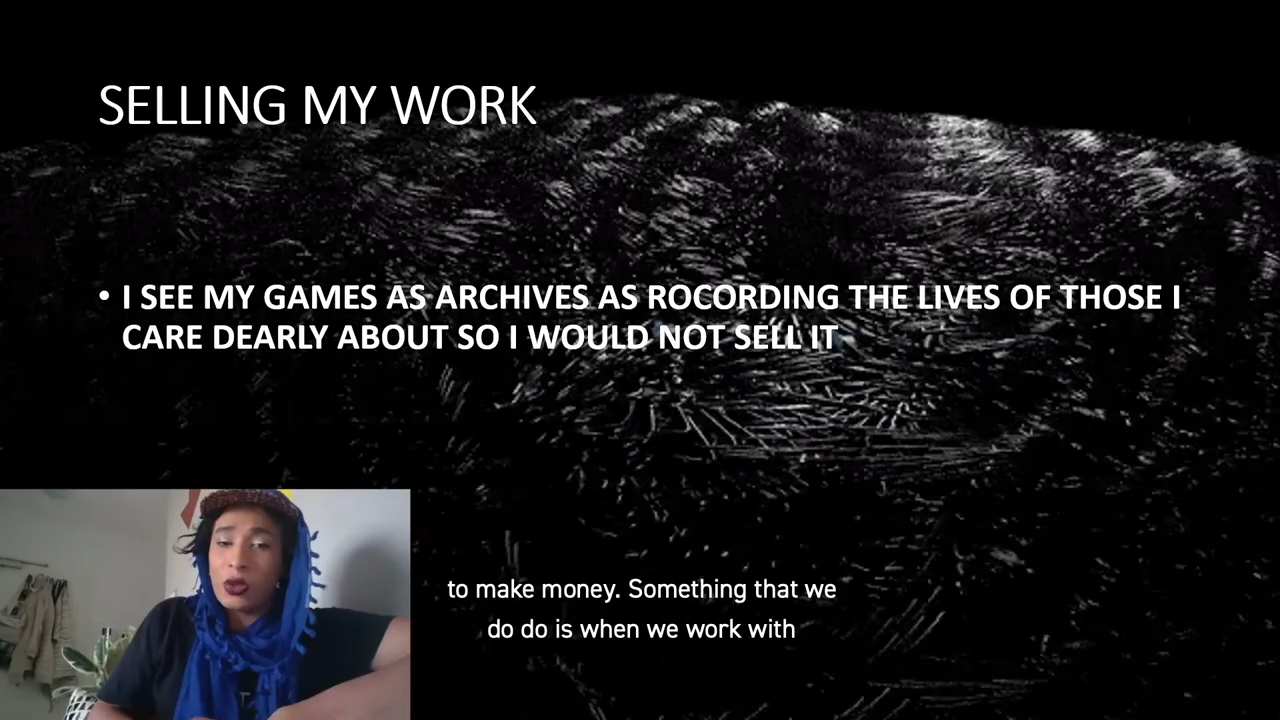 SELLING MY WORK
• I SEE MY GAMES AS ARCHIVES AS ROCORDING THE LIVES OF THOSE I
CARE DEARLY ABOUT SO I WOULD NOT SELL IT
to make money. Something that we
do do is when we work with